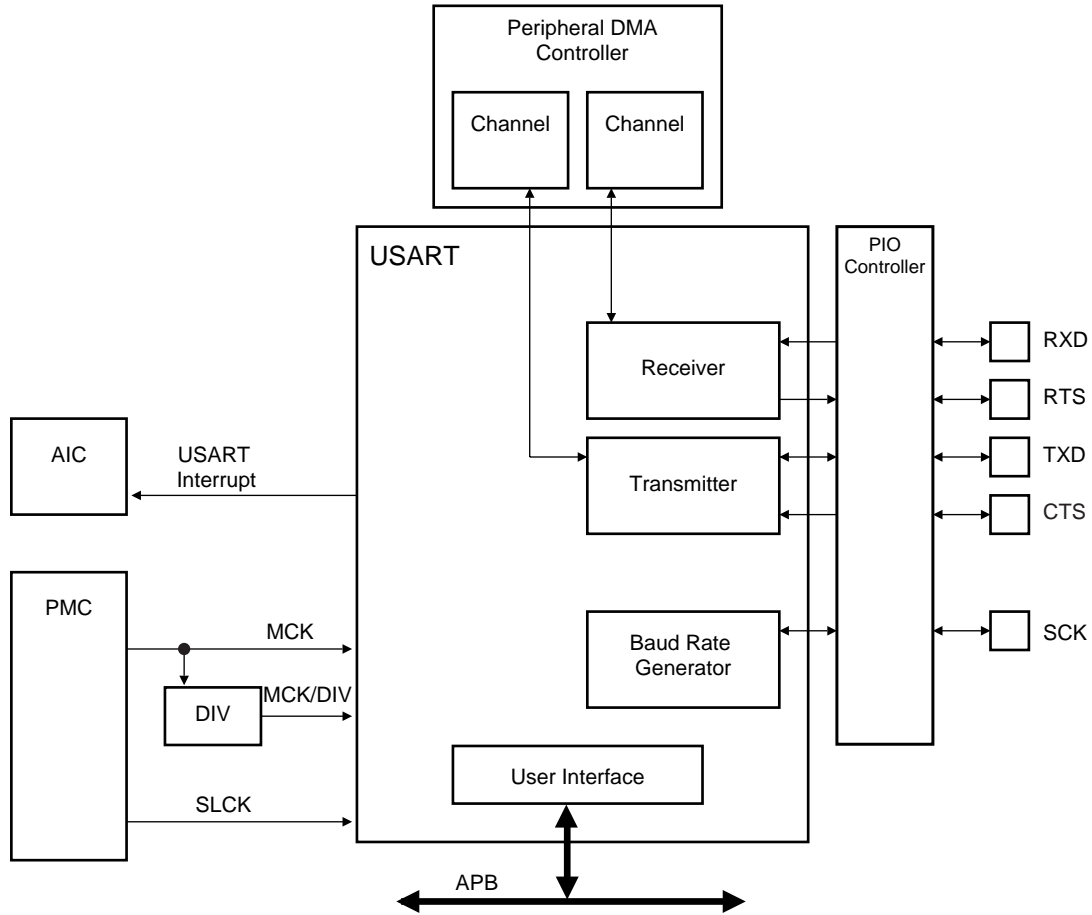 Peripheral DMA
Controller
Channel
Channel
USART
PIO
Controller
Receiver
RXD
RTS
AIC
USART
Interrupt
Transmitter
TXD
CTS
PMC
MCK
DIV
MCK/DIV
Baud Rate
Generator
SCK
User Interface
SLCK
APB